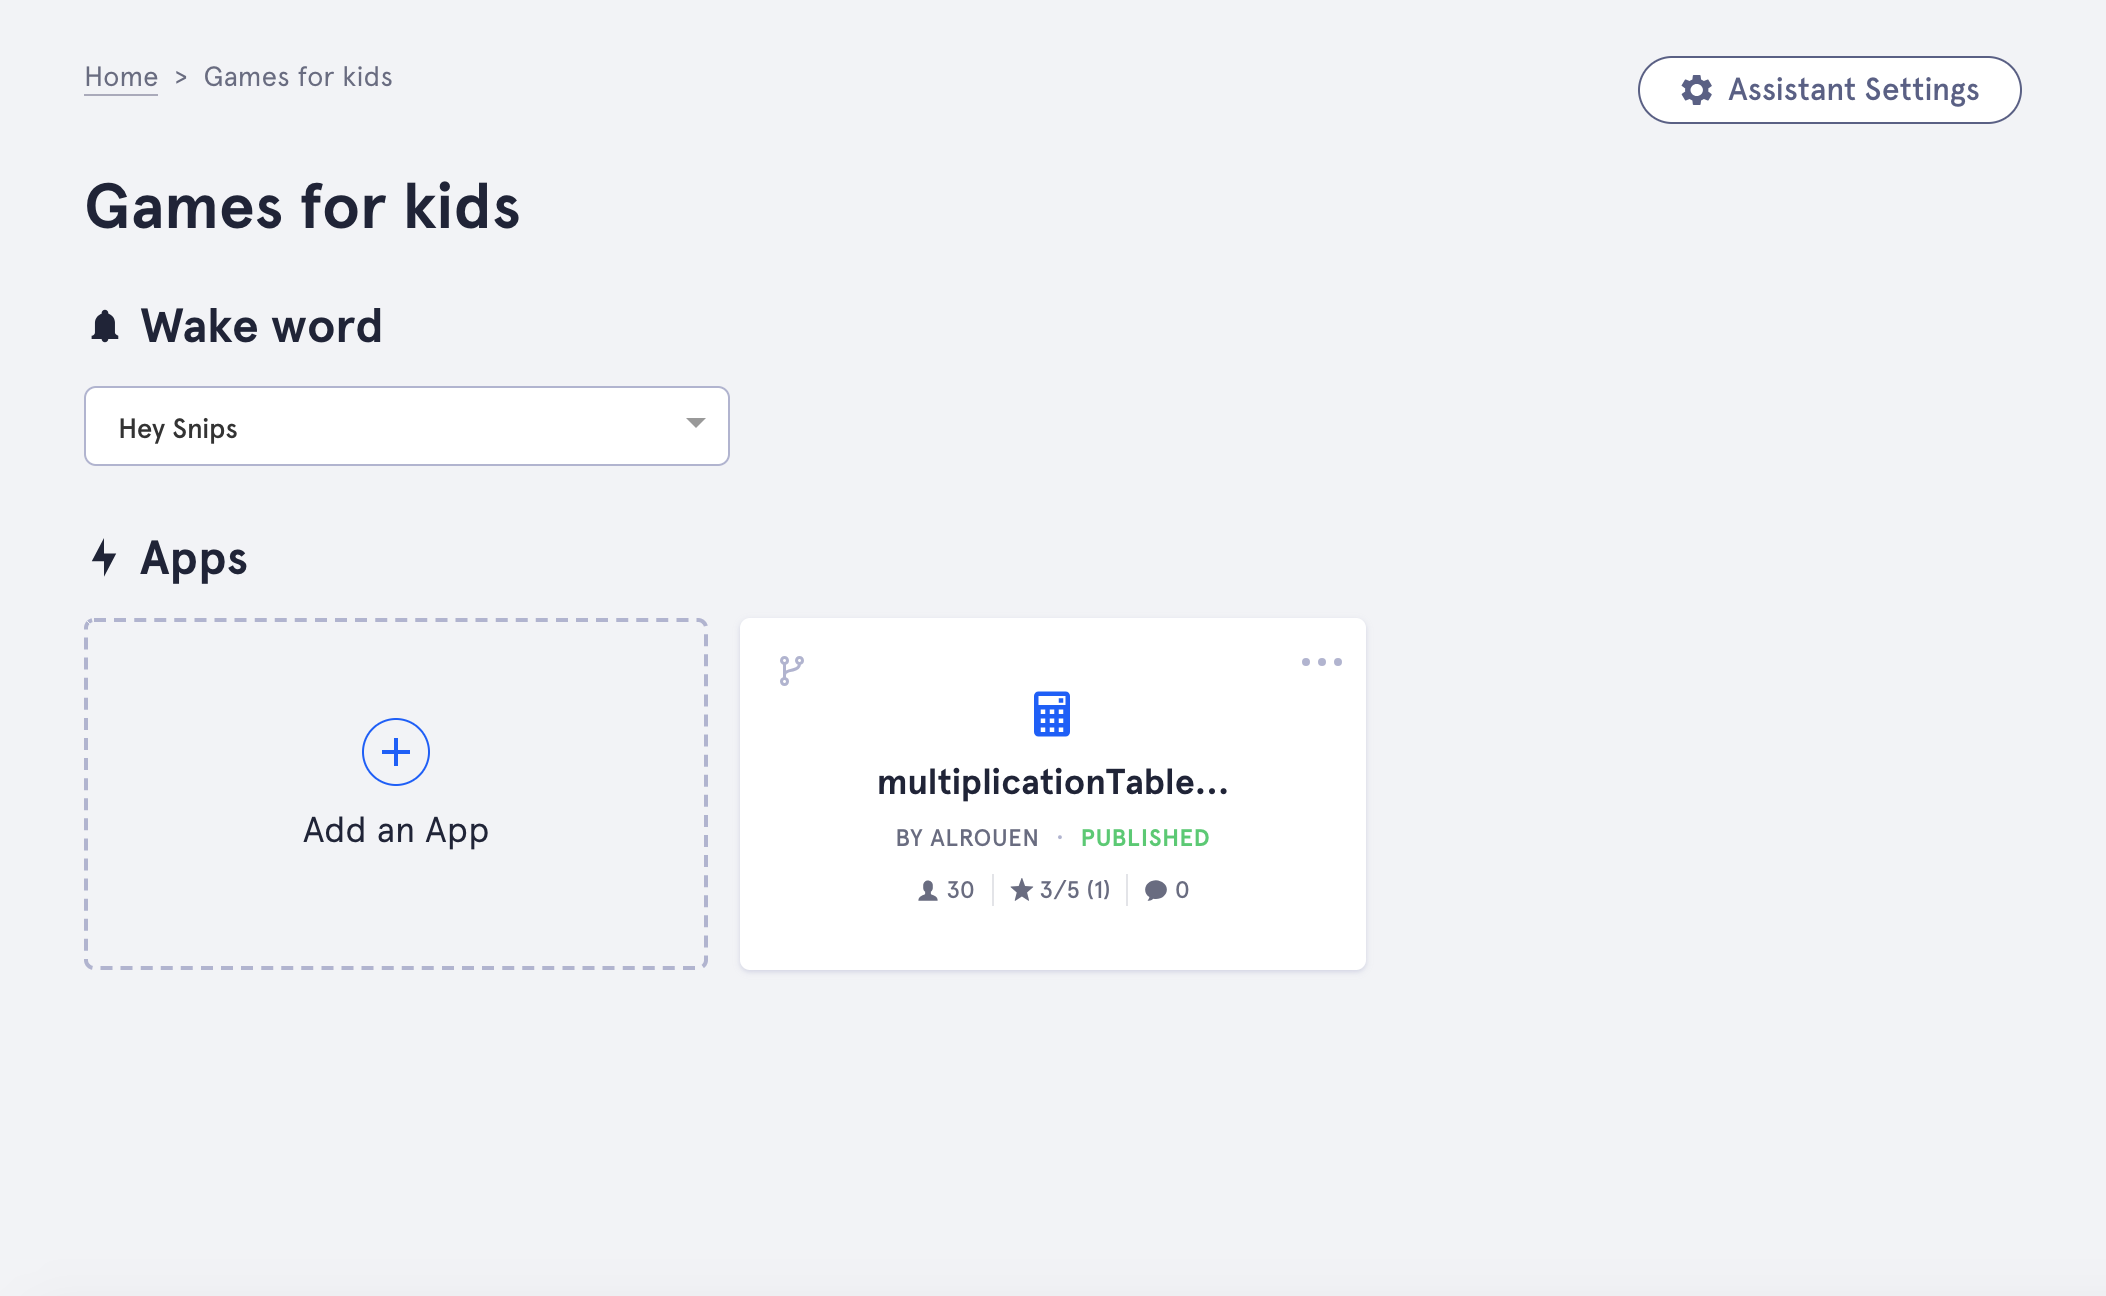 Home > Games for kids
Assistant Settings
Games for kids
Wake word
Hey Snips
Apps
Add an App
multiplicationTable...
BY ALROUEN · PUBLISHED
30 3/5 (1) 0